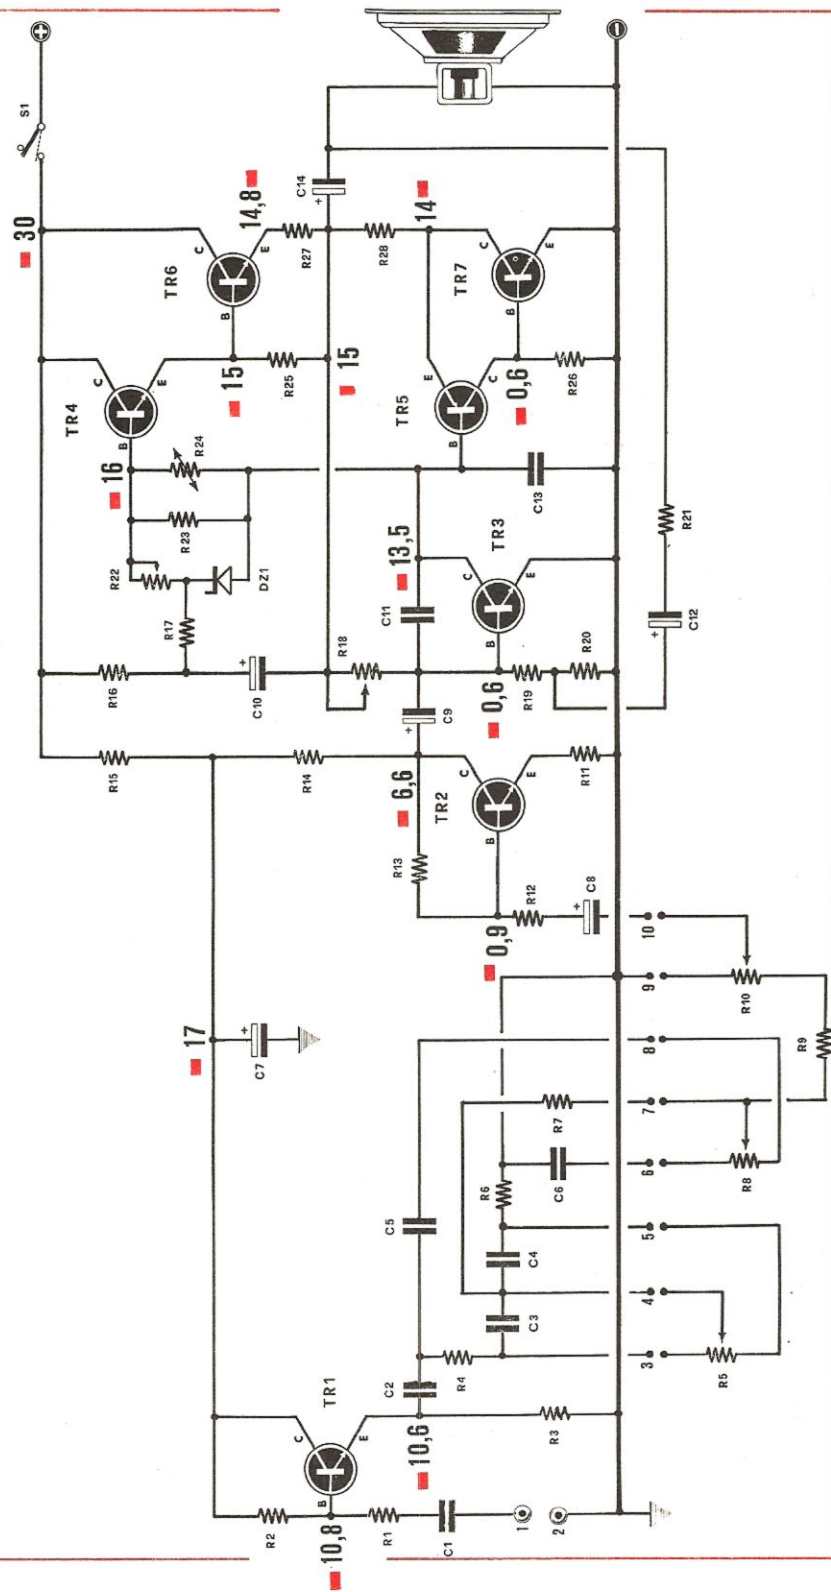 +
S1
30
14,8
C14
TR6
C
E
B
R27
R28
14
TR4
C
E
B
15
R25
15
TR7
C
E
B
TR5
E
C
B
0,6
R26
16
R24
R23
R22
DZ1
R17
R16
C10
+
R18
C11
13,5
TR3
C
E
B
C13
R21
C12
+
R20
R19
0,6
C9
+
R15
R14
6,6
TR2
C
E
B
R11
R13
0,9
R12
C8
+
10
17
C7
+
9
R10
R9
8
7
R7
C6
R6
6
R8
C5
C4
5
4
C3
3
R5
R4
C2
TR1
C
E
B
10,6
R3
R2
10,8
R1
C1
1
2
-